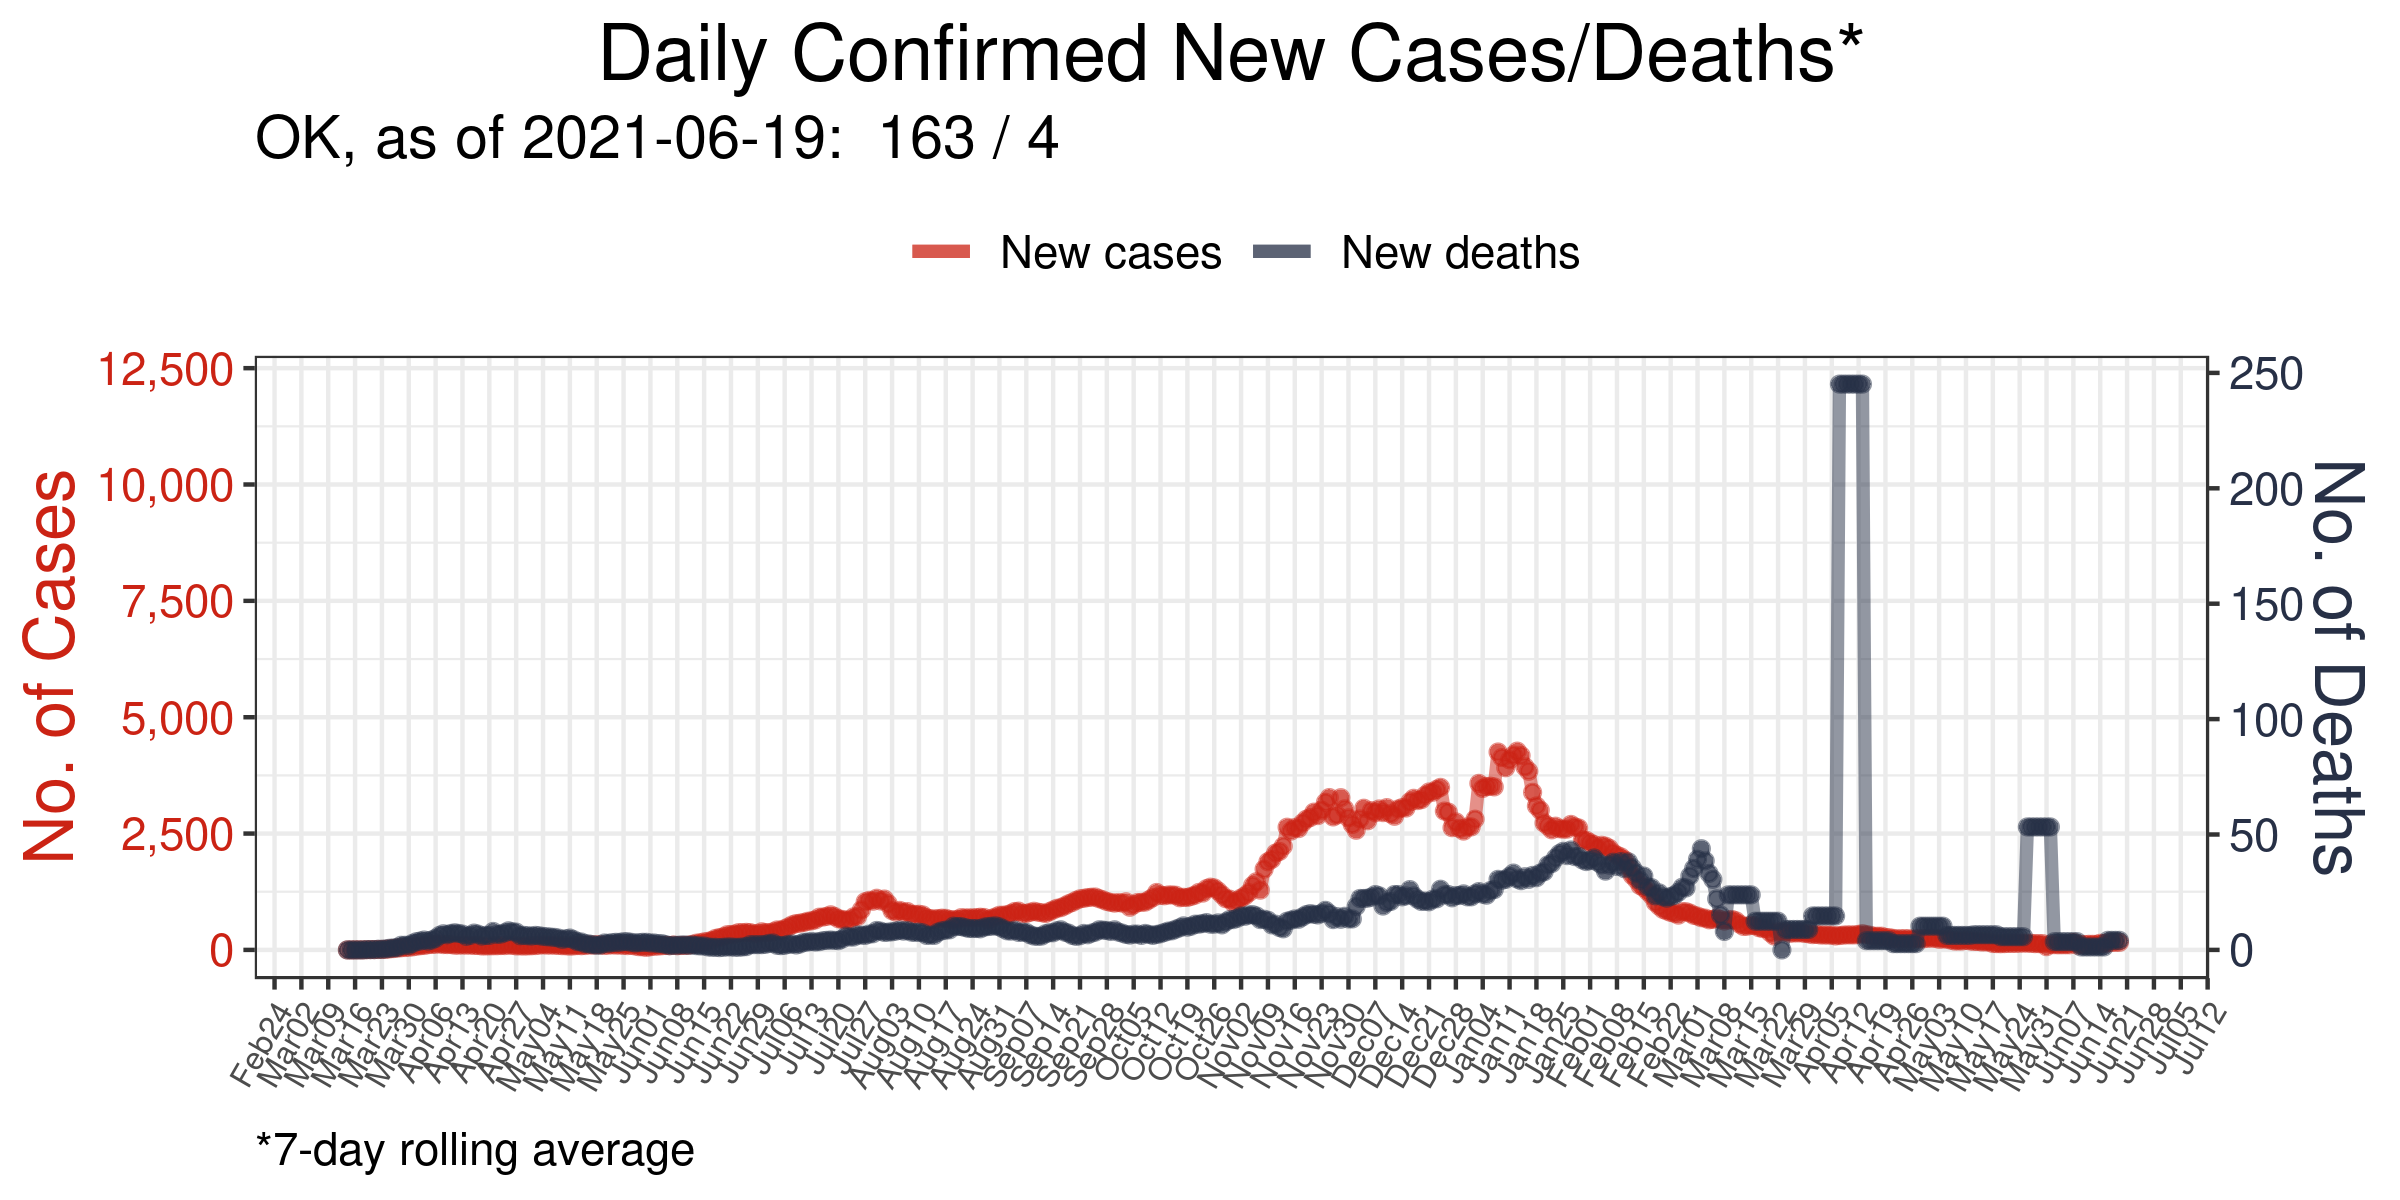 Daily Confirmed New Cases/Deaths*
OK, as of 2021-06-19:  163 / 4
New cases
New deaths
No. of Cases
12,500
10,000
7,500
5,000
2,500
0
250
200
150
100
50
0
No. of Deaths
Feb24
Mar02
Mar09
Mar16
Mar23
Mar30
Apr06
Apr13
Apr20
Apr27
May04
May11
May18
May25
Jun01
Jun08
Jun15
Jun22
Jun29
Jul06
Jul13
Jul20
Jul27
Aug03
Aug10
Aug17
Aug24
Aug31
Sep07
Sep14
Sep21
Sep28
Oct05
Oct12
Oct19
Oct26
Nov02
Nov09
Nov16
Nov23
Nov30
Dec07
Dec14
Dec21
Dec28
Jan04
Jan11
Jan18
Jan25
Feb01
Feb08
Feb15
Feb22
Mar01
Mar08
Mar15
Mar22
Mar29
Apr05
Apr12
Apr19
Apr26
May03
May10
May17
May24
May31
Jun07
Jun14
Jun21
Jun28
Jul05
Jul12
*7-day rolling average